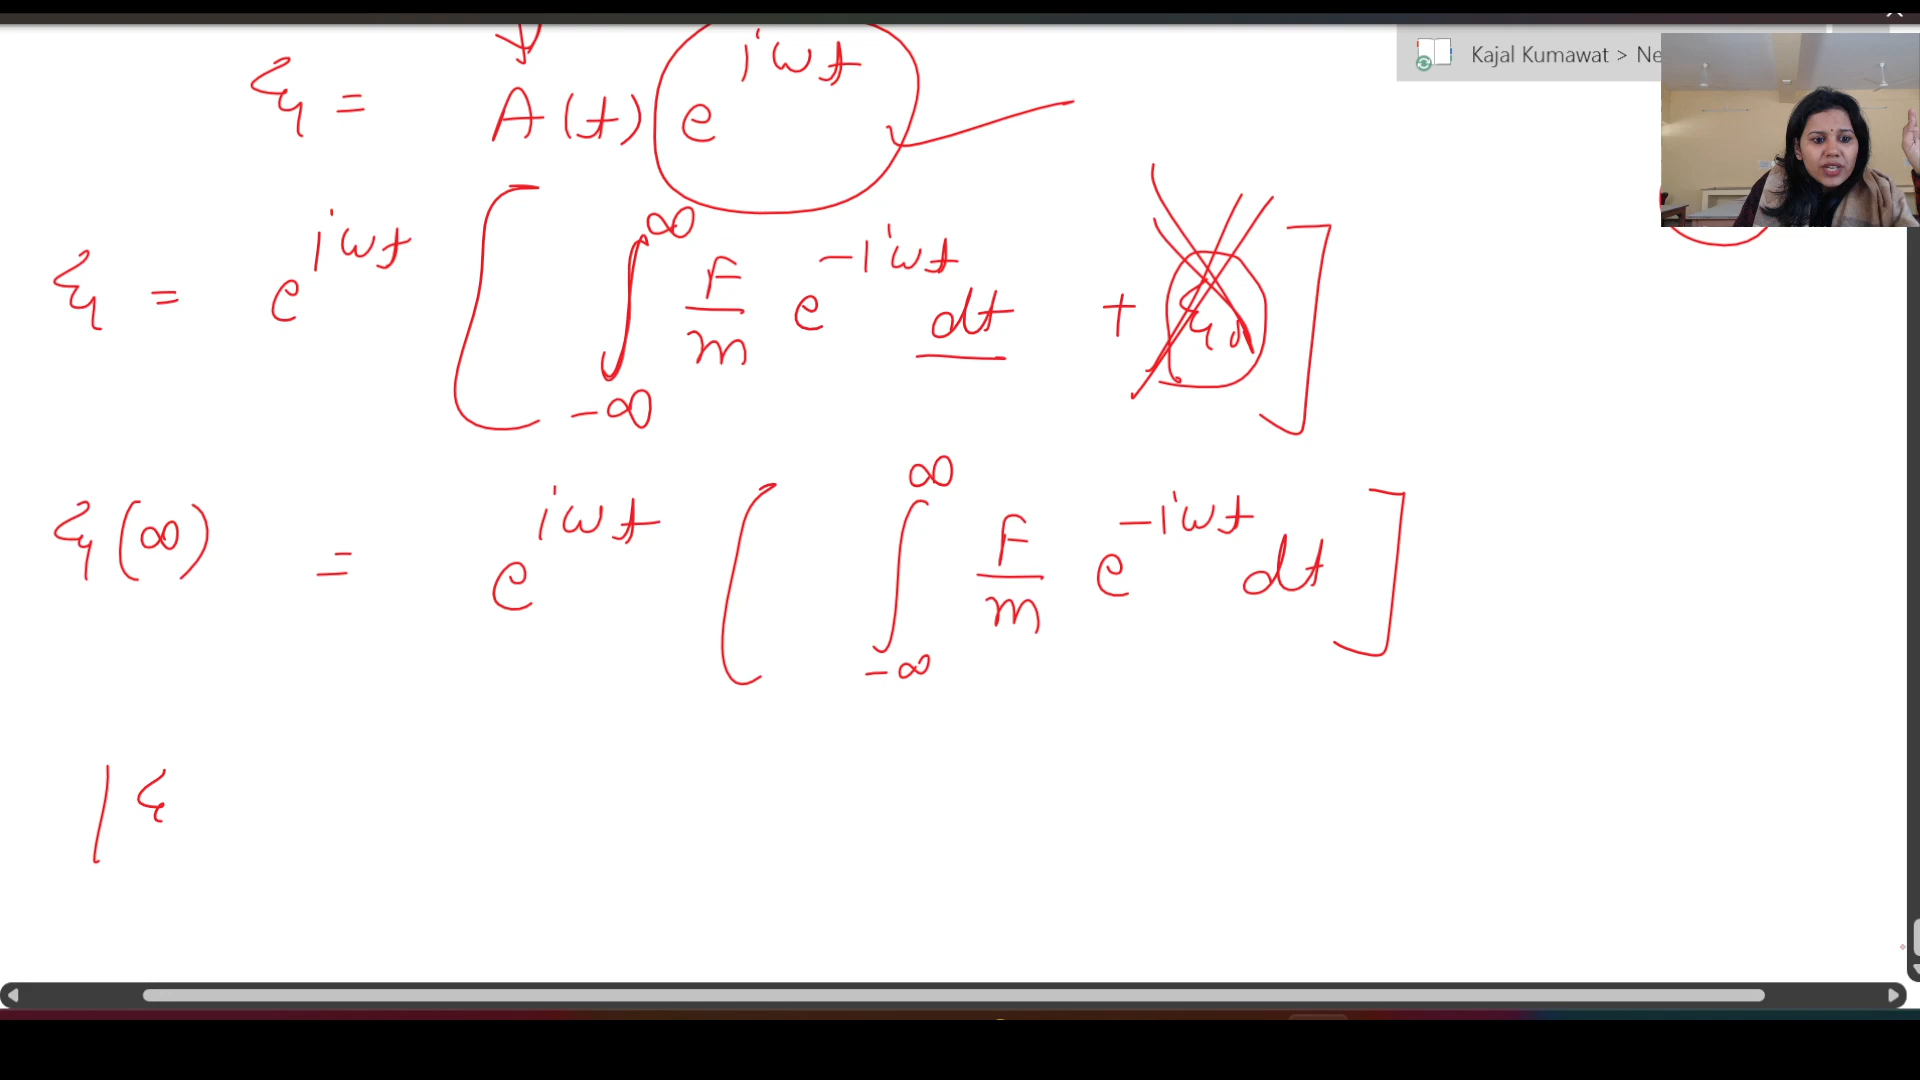 Kajal Kumawat > Ne
ξ = A(t) e^{iωt}
ξ = e^{iωt} [ ∫_{-∞}^{∞} F/m e^{-iωt} dt + ξ₀ ]
ξ(∞) = e^{iωt} [ ∫_{-∞}^{∞} F/m e^{-iωt} dt ]
| ξ